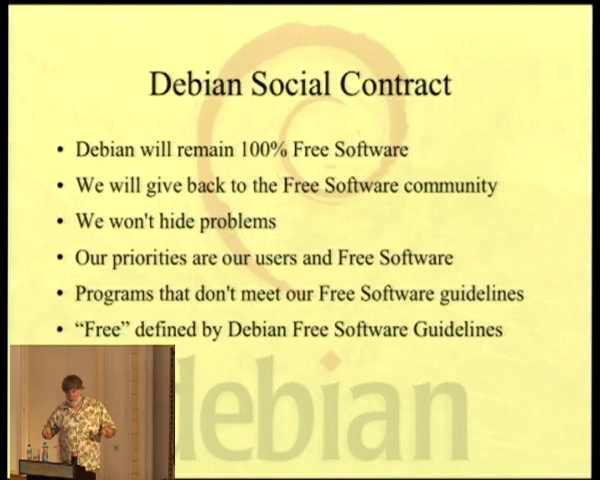 Debian Social Contract
• Debian will remain 100% Free Software
• We will give back to the Free Software community
• We won't hide problems
• Our priorities are our users and Free Software
• Programs that don't meet our Free Software guidelines
• “Free” defined by Debian Free Software Guidelines
debian